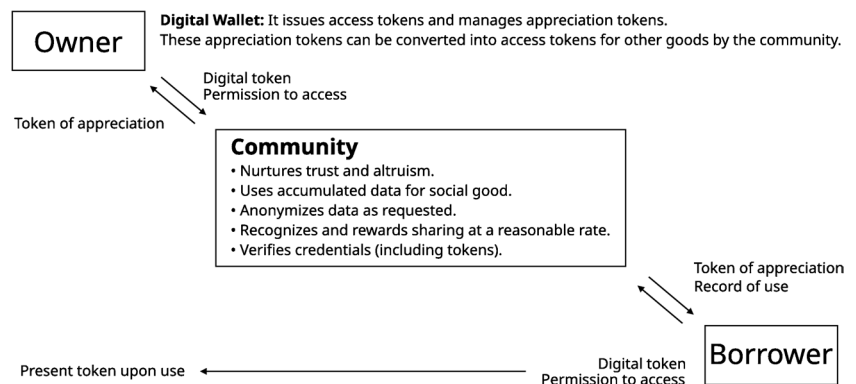 Owner
Digital Wallet: It issues access tokens and manages appreciation tokens.
These appreciation tokens can be converted into access tokens for other goods by the community.
Digital token
Permission to access
Token of appreciation
Community
• Nurtures trust and altruism.
• Uses accumulated data for social good.
• Anonymizes data as requested.
• Recognizes and rewards sharing at a reasonable rate.
• Verifies credentials (including tokens).
Token of appreciation
Record of use
Borrower
Digital token
Permission to access
Present token upon use